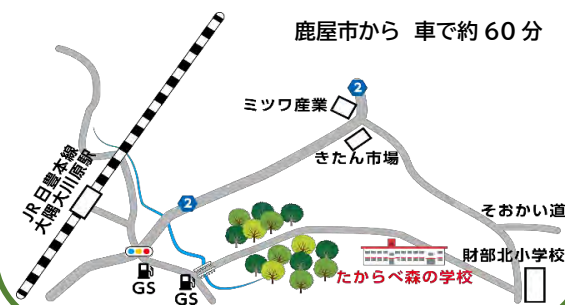 鹿屋市から 車で約60分
2
ミツワ産業
きたん市場
JR日豊本線
大隅大川原駅
2
そおかい道
財部北小学校
たからべ森の学校
GS
GS